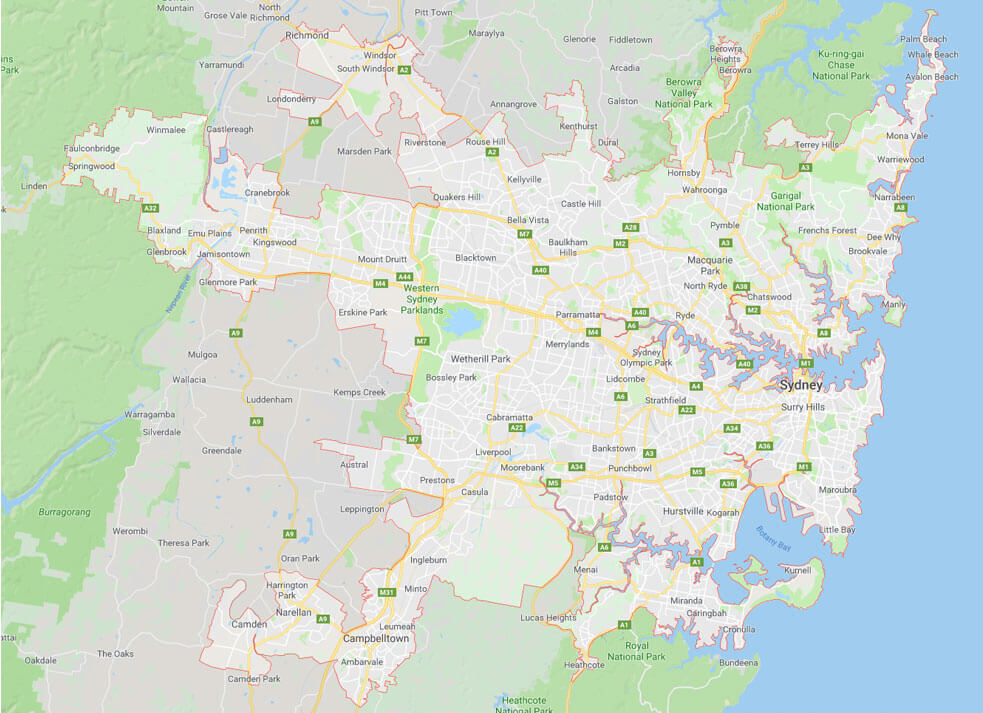 Pitt Town
Grose Vale
North
Richmond
Richmond
Maraylya
Glenorie
Fiddletown
Palm Beach
Berowra
Heights
Berowra
Ku-ring-gai
Chase
National Park
Whale Beach
Avalon Beach
ins
Park
Yarramundi
Windsor
South Windsor
A2
Arcadia
Berowra
Valley
National Park
Londonderry
Annangrove
Galston
A9
Kenthurst
Winmalee
Castlereagh
Mona Vale
Faulconbridge
Marsden Park
Riverstone
Rouse Hill
A2
Dural
Terrey Hills
Warriewood
Springwood
A3
Linden
Hornsby
Kellyville
Cranebrook
Quakers Hill
Castle Hill
Wahroonga
Garigal
National Park
Narrabeen
A8
A32
Blaxland
Emu Plains
Penrith
Kingswood
Bella Vista
A28
M7
M2
Pymble
Frenchs Forest
Dee Why
Brookvale
Glenbrook
Jamisontown
Baulkham
Hills
A3
Mount Druitt
Blacktown
Macquarie
Park
A40
Glenmore Park
A44
M4
Western
Sydney
Parklands
North Ryde
A38
Chatswood
Manly
Nepean River
Erskine Park
Parramatta
A40
A6
M4
Ryde
M2
A9
A8
Merrylands
M7
Mulgoa
Wetherill Park
Sydney
Olympic Park
A40
M1
Wallacia
Bossley Park
Lidcombe
A4
Sydney
Luddenham
Kemps Creek
A6
Strathfield
A22
Surry Hills
Warragamba
A9
Cabramatta
A22
A34
Silverdale
M7
A36
Greendale
Liverpool
Bankstown
A3
Austral
Moorebank
A34
Punchbowl
M5
M1
Prestons
M5
A36
Casula
Padstow
Maroubra
Burragorang
Leppington
Hurstville
Kogarah
Werombi
Theresa Park
A9
Little Bay
Botany Bay
A6
Oran Park
Ingleburn
Menai
A1
Kurnell
Harrington
Park
Minto
M31
Narellan
Miranda
Caringbah
Camden
A9
Leumeah
Lucas Heights
A1
Cronulla
Campbelltown
attai
The Oaks
Royal
National Park
Oakdale
Ambarvale
Heathcote
Bundeena
Camden Park
Heathcote
National Park